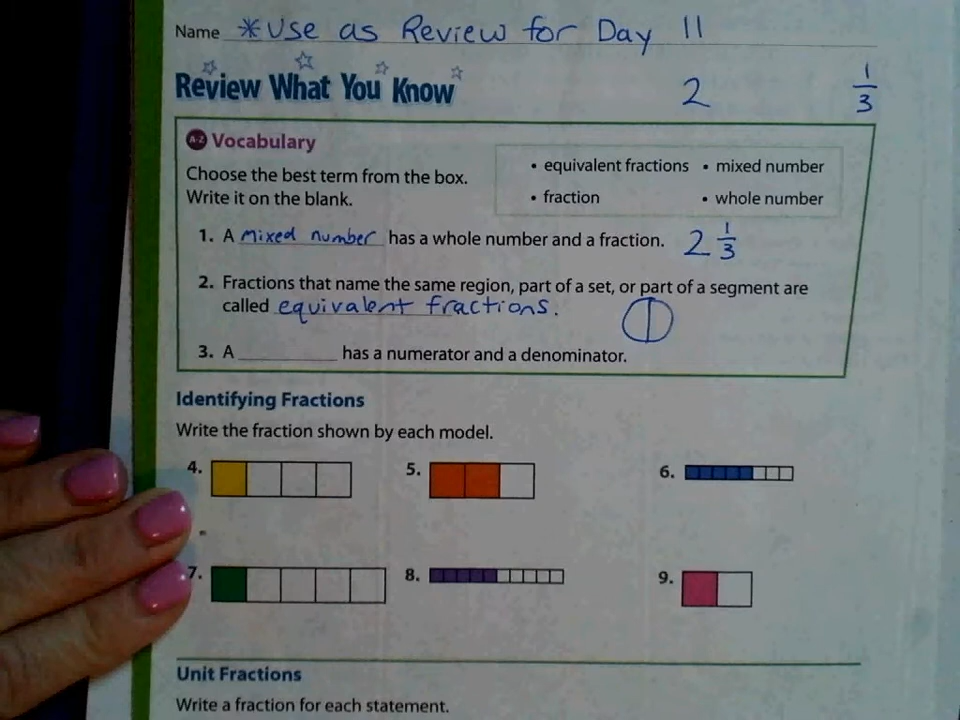 Name *Use as Review for Day 11
Review What You Know
2
1/3
A-Z Vocabulary
Choose the best term from the box.
Write it on the blank.
• equivalent fractions • mixed number
• fraction • whole number
1. A mixed number has a whole number and a fraction. 2 1/3
2. Fractions that name the same region, part of a set, or part of a segment are
called equivalent fractions.
3. A __________ has a numerator and a denominator.
Identifying Fractions
Write the fraction shown by each model.
4. 5. 6.
7. 8. 9.
Unit Fractions
Write a fraction for each statement.